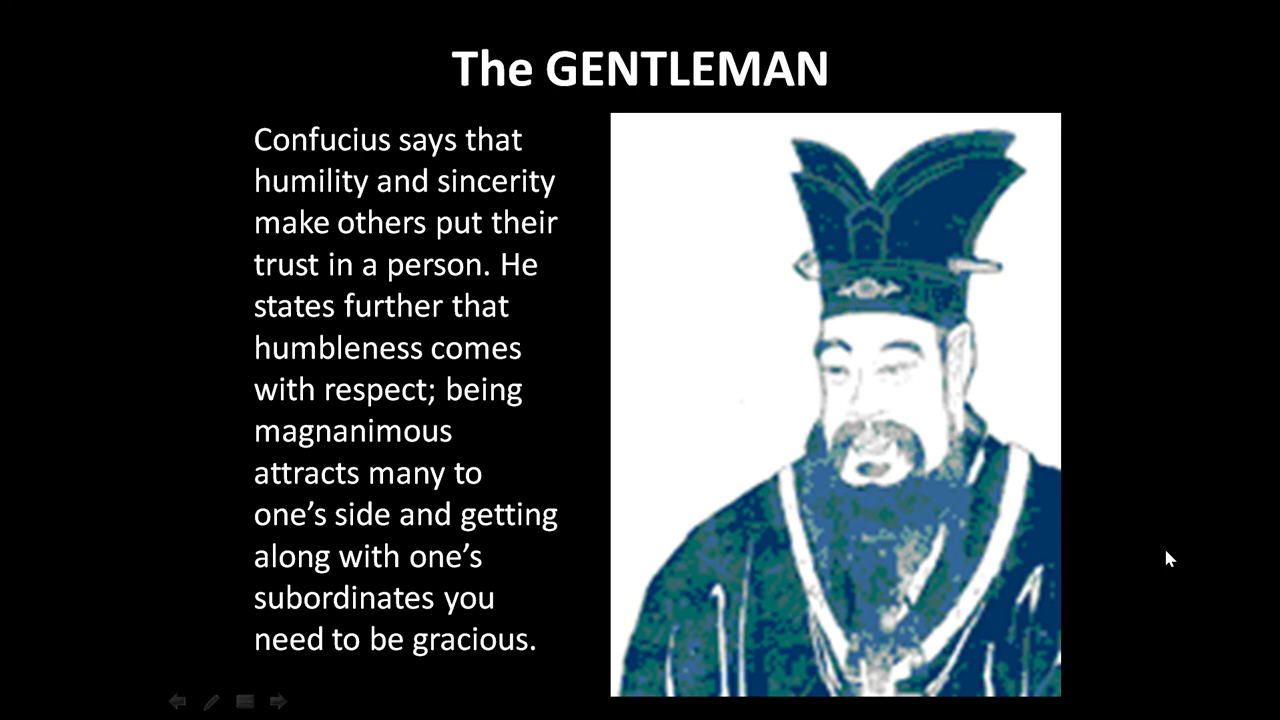 The GENTLEMAN
Confucius says that
humility and sincerity
make others put their
trust in a person. He
states further that
humbleness comes
with respect; being
magnanimous
attracts many to
one’s side and getting
along with one’s
subordinates you
need to be gracious.